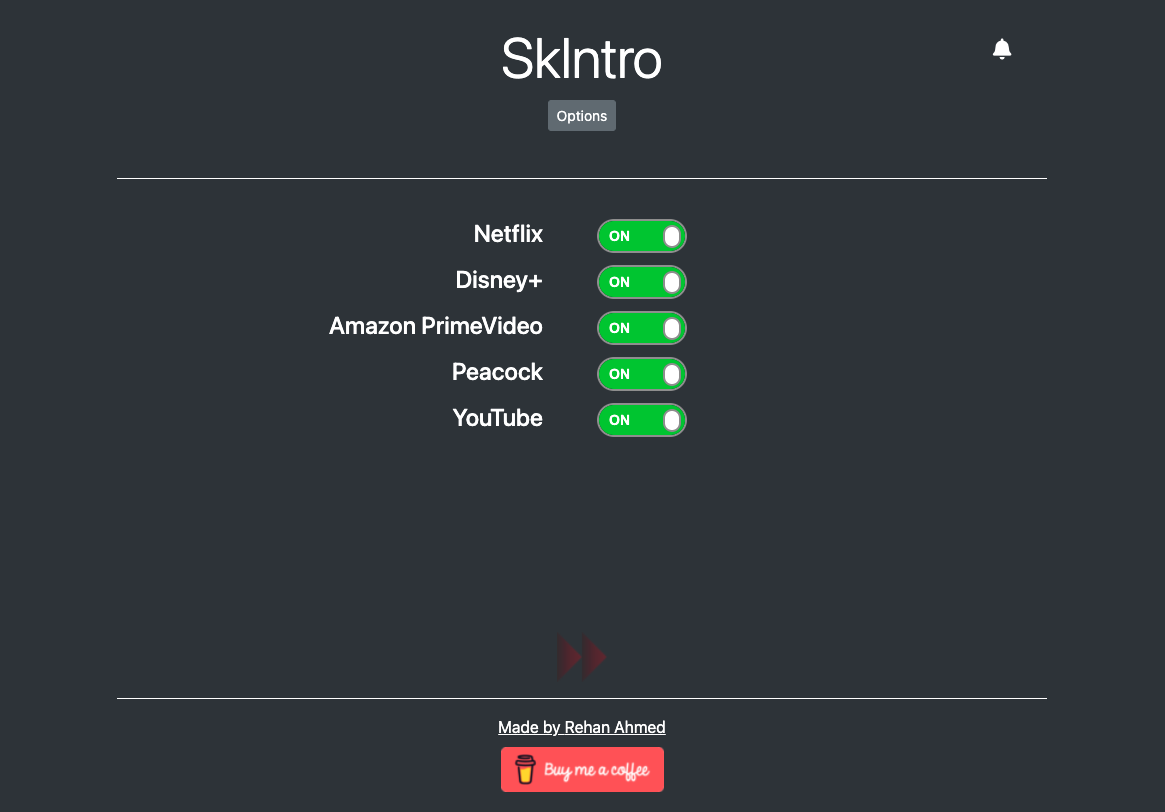 SkIntro
Options
Netflix ON
Disney+ ON
Amazon PrimeVideo ON
Peacock ON
YouTube ON
Made by Rehan Ahmed
Buy me a coffee